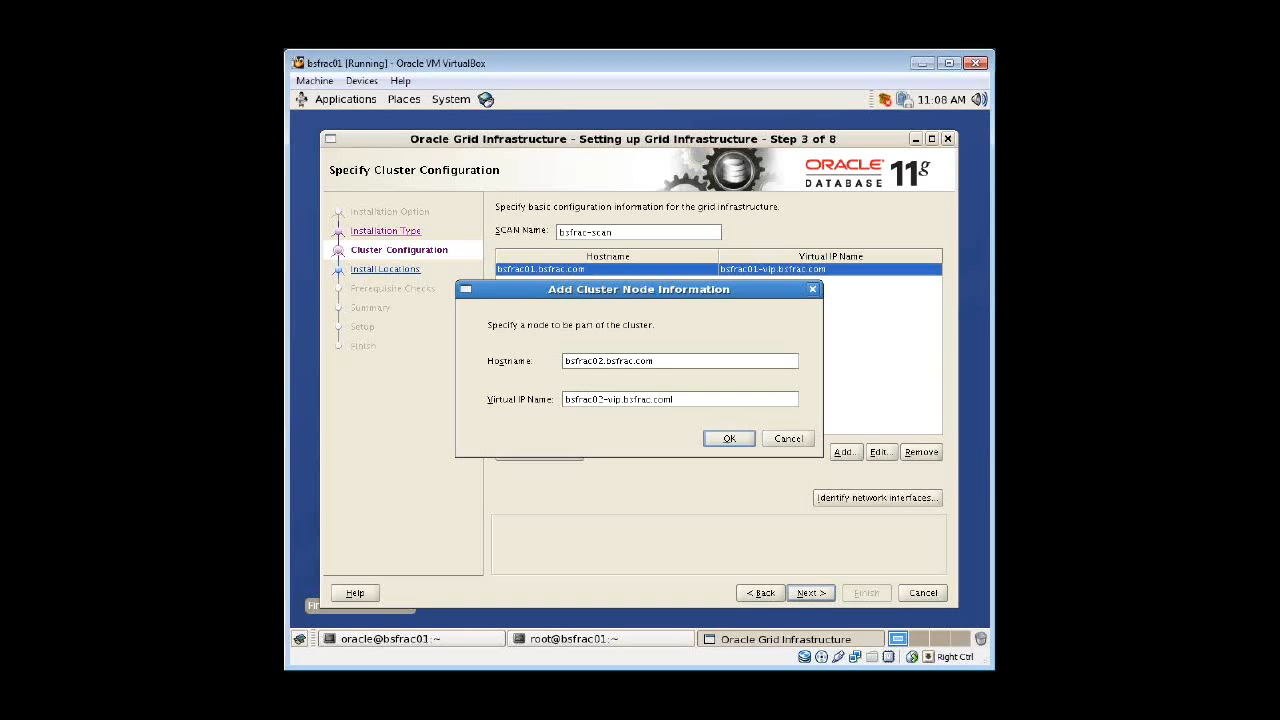 bsfrac01 [Running] - Oracle VM VirtualBox
Machine Devices Help
Applications Places System 11:08 AM
Oracle Grid Infrastructure - Setting up Grid Infrastructure - Step 3 of 8
Specify Cluster Configuration
ORACLE
DATABASE 11g
Installation Option
Installation Type
Cluster Configuration
Install Locations
Prerequisite Checks
Summary
Setup
Finish
Specify basic configuration information for the grid infrastructure.
SCAN Name: bsfrac-scan
Hostname Virtual IP Name
bsfrac01.bsfrac.com bsfrac01-vip.bsfrac.com
Add Cluster Node Information
Specify a node to be part of the cluster.
Hostname: bsfrac02.bsfrac.com
Virtual IP Name: bsfrac02-vip.bsfrac.com
OK Cancel
Add... Edit... Remove
Identify network interfaces...
Help < Back Next > Finish Cancel
oracle@bsfrac01:~ root@bsfrac01:~ Oracle Grid Infrastructure
Right Ctrl